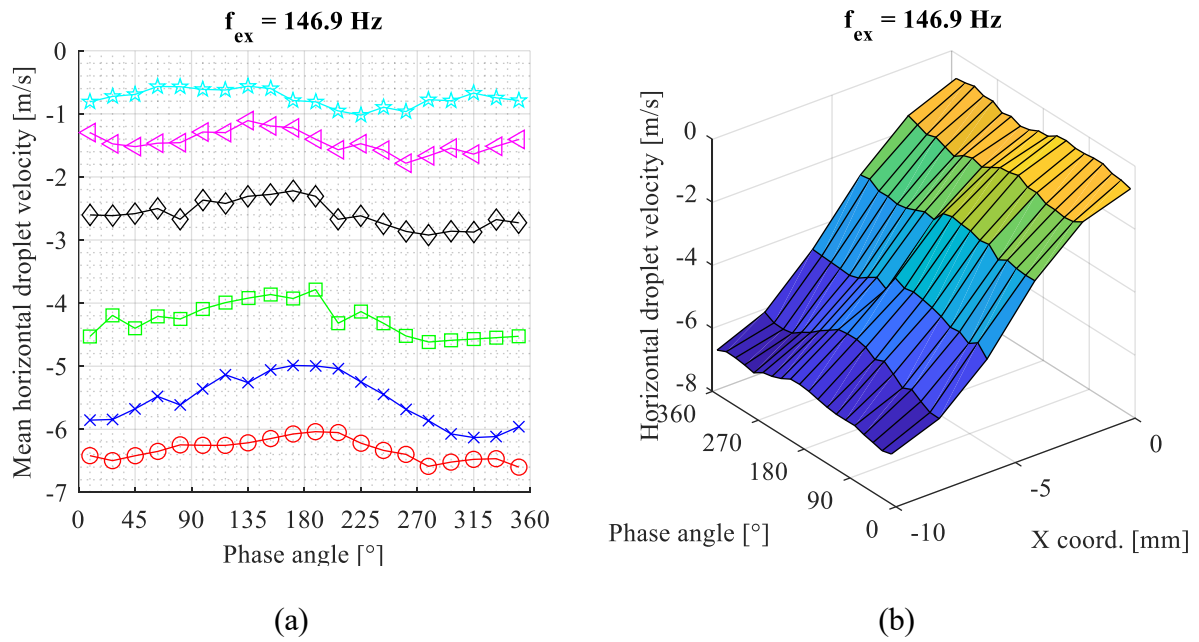 f_ex = 146.9 Hz
Mean horizontal droplet velocity [m/s]
0
-1
-2
-3
-4
-5
-6
-7
0 45 90 135 180 225 270 315 360
Phase angle [°]
(a)
f_ex = 146.9 Hz
Horizontal droplet velocity [m/s]
0
-2
-4
-6
-8
360
270
180
90
0
Phase angle [°]
-10
-5
0
X coord. [mm]
(b)